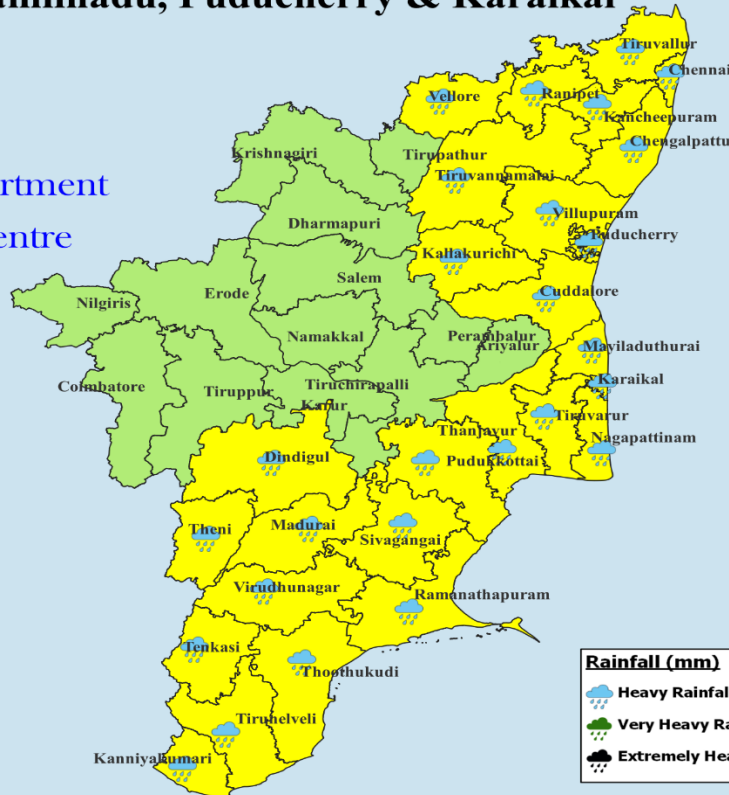 Puducherry & Karaikal
Tiruvallur
Chennai
Vellore
Ranipet
Kancheepuram
Chengalpattu
Krishnagiri
Tirupathur
Tiruvannamalai
rtment
Dharmapuri
Villupuram
entre
Puducherry
Kallakurichi
Salem
Cuddalore
Erode
Nilgiris
Namakkal
Perambalur
Ariyalur
Mayiladuthurai
Coimbatore
Tiruppur
Tiruchirapalli
Karaikal
Karur
Tiruvarur
Thanjavur
Nagapattinam
Dindigul
Pudukkottai
Theni
Madurai
Sivagangai
Virudhunagar
Ramanathapuram
Tenkasi
Thoothukudi
Tirunelveli
Kanniyakumari
Rainfall (mm)
Heavy Rainfal
Very Heavy Ra
Extremely Hea